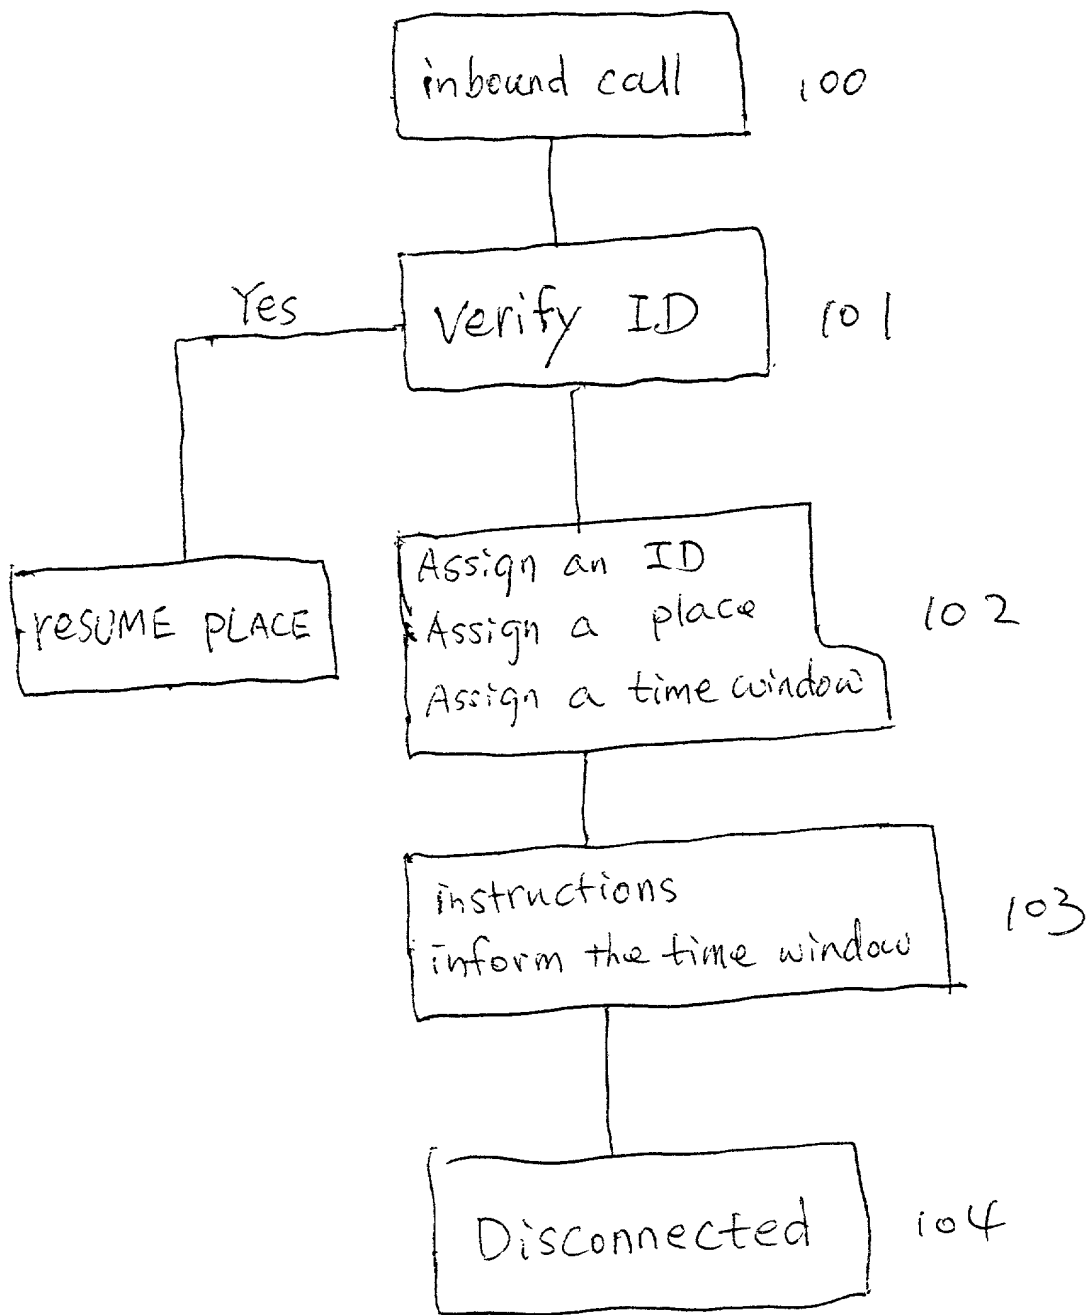 inbound call
100
Yes
Verify ID
101
Assign an ID
Assign a place
Assign a time window
102
resUME PLACE
instructions
inform the time window
103
Disconnected
104